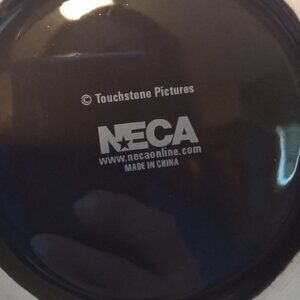 © Touchstone Pictures
NECA
www.necaonline.com
MADE IN CHINA